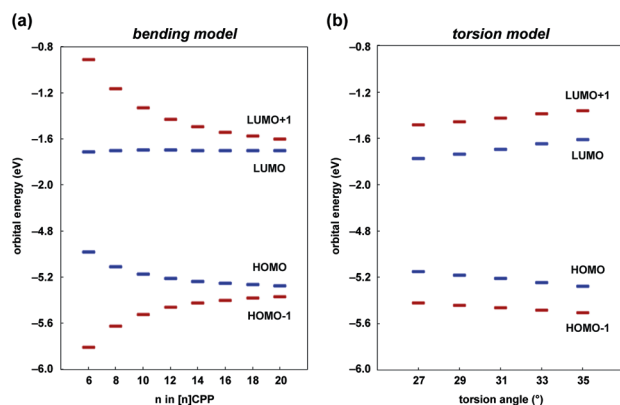 (a)
bending model
orbital energy (eV)
−0.8
−1.2
−1.6
−2.0
−4.8
−5.2
−5.6
−6.0
LUMO+1
LUMO
HOMO
HOMO-1
6 8 10 12 14 16 18 20
n in [n]CPP
(b)
torsion model
orbital energy (eV)
−0.8
−1.2
−1.6
−2.0
−4.8
−5.2
−5.6
−6.0
LUMO+1
LUMO
HOMO
HOMO-1
27 29 31 33 35
torsion angle (°)